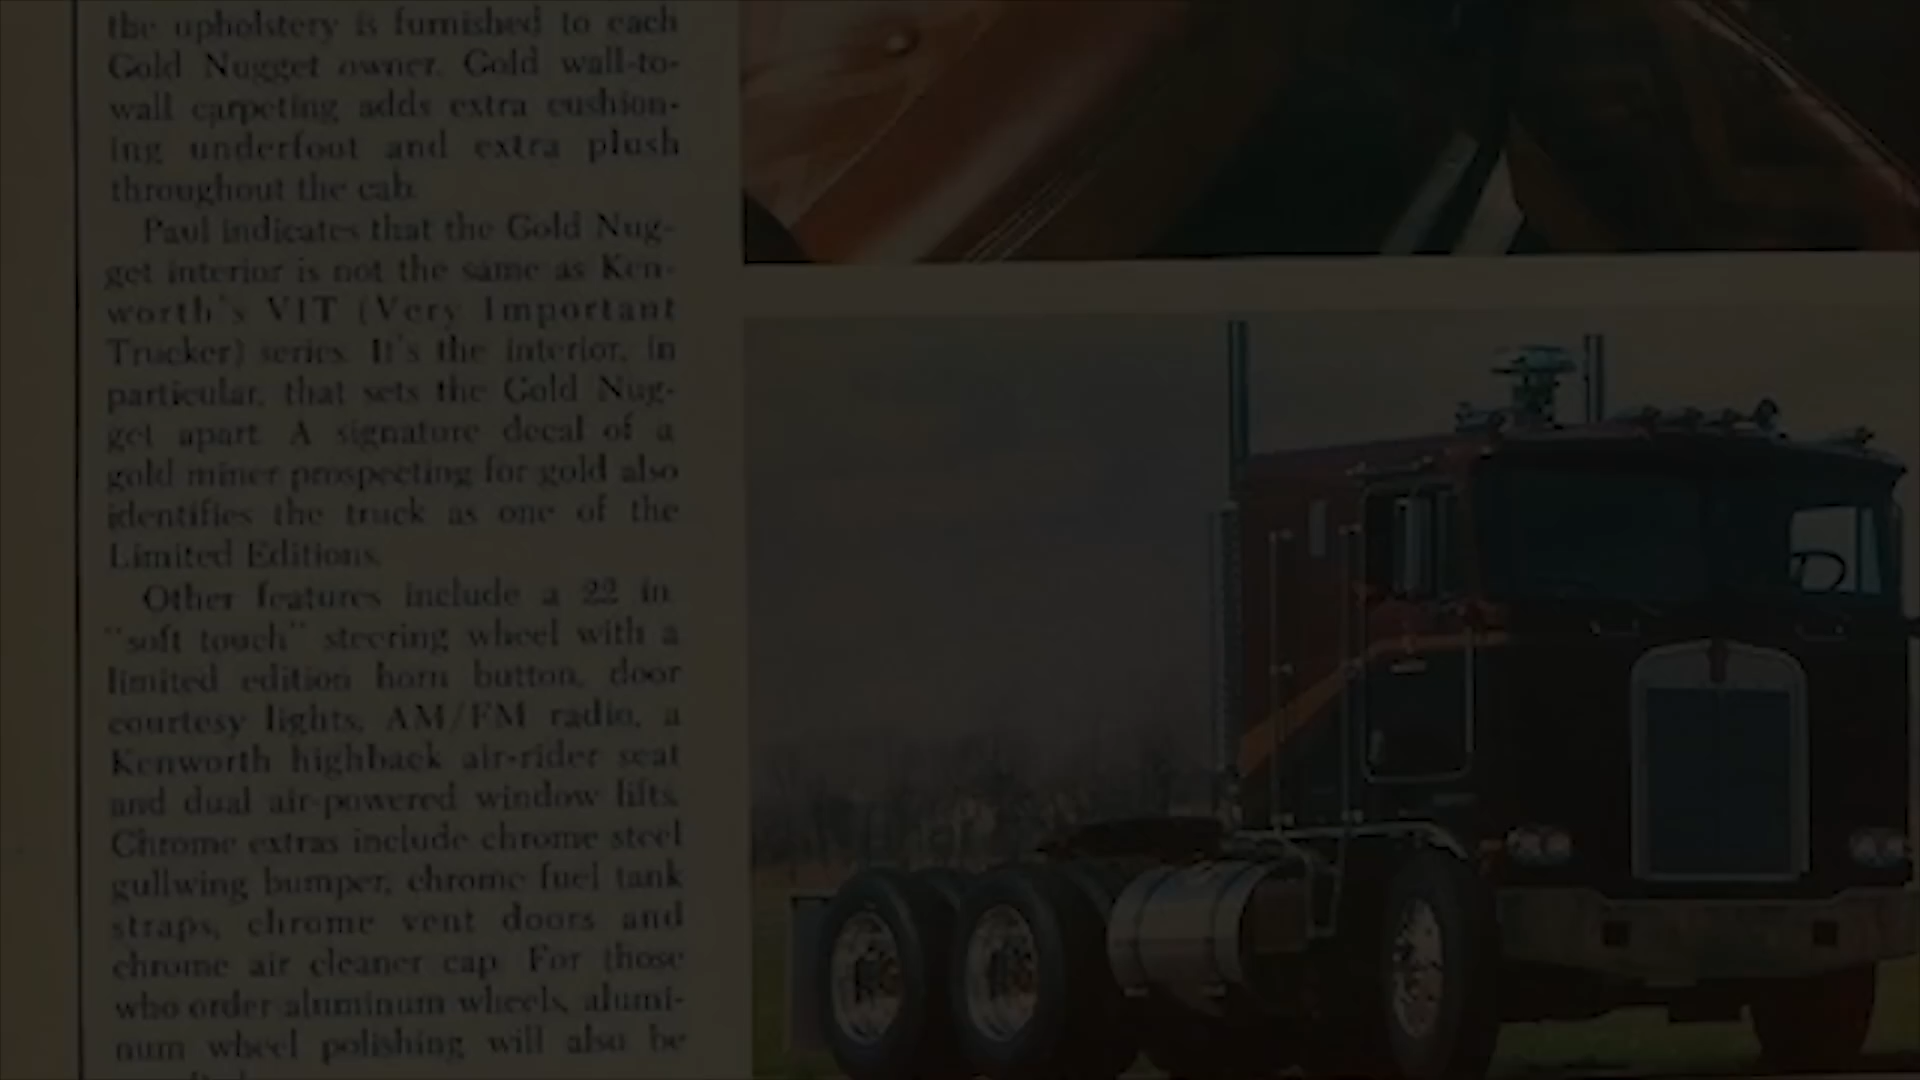 the upholstery is furnished to each
Gold Nugget owner. Gold wall-to-
wall carpeting adds extra cushion-
ing underfoot and extra plush
throughout the cab.
Paul indicates that the Gold Nug-
get interior is not the same as Ken-
worth's VIT (Very Important
Trucker) series. It's the interior, in
particular, that sets the Gold Nug-
get apart. A signature decal of a
gold miner prospecting for gold also
identifies the truck as one of the
Limited Editions.
Other features include a 22 in.
"soft touch" steering wheel with a
limited edition horn button, door
courtesy lights, AM/FM radio, a
Kenworth highback air-rider seat
and dual air-powered window lifts.
Chrome extras include chrome steel
gullwing bumper, chrome fuel tank
straps, chrome vent doors and
chrome air cleaner cap. For those
who order aluminum wheels, alumi-
num wheel polishing will also be